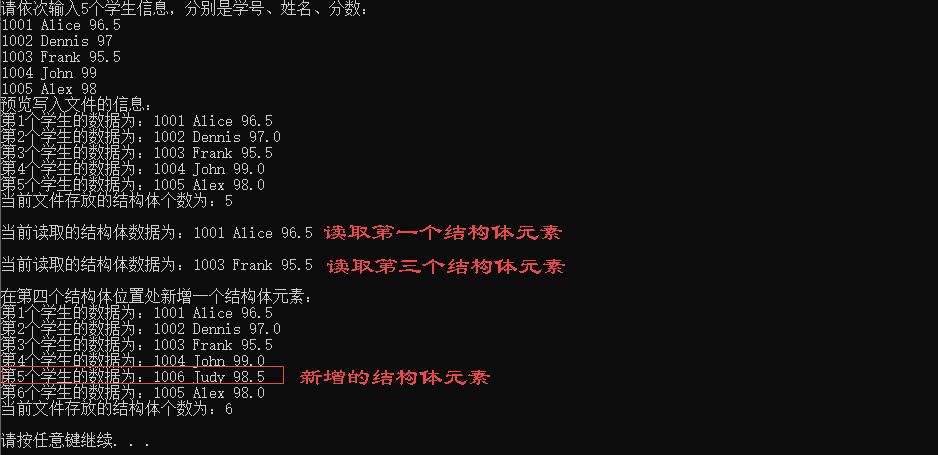 请依次输入5个学生信息，分别是学号、姓名、分数：
1001 Alice 96.5
1002 Dennis 97
1003 Frank 95.5
1004 John 99
1005 Alex 98
预览写入文件的信息：
第1个学生的数据为：1001 Alice 96.5
第2个学生的数据为：1002 Dennis 97.0
第3个学生的数据为：1003 Frank 95.5
第4个学生的数据为：1004 John 99.0
第5个学生的数据为：1005 Alex 98.0
当前文件存放的结构体个数为：5
当前读取的结构体数据为：1001 Alice 96.5 读取第一个结构体元素
当前读取的结构体数据为：1003 Frank 95.5 读取第三个结构体元素
在第四个结构体位置处新增一个结构体元素：
第1个学生的数据为：1001 Alice 96.5
第2个学生的数据为：1002 Dennis 97.0
第3个学生的数据为：1003 Frank 95.5
第4个学生的数据为：1004 John 99.0
第5个学生的数据为：1006 Judy 98.5 新增的结构体元素
第6个学生的数据为：1005 Alex 98.0
当前文件存放的结构体个数为：6
请按任意键继续. . .